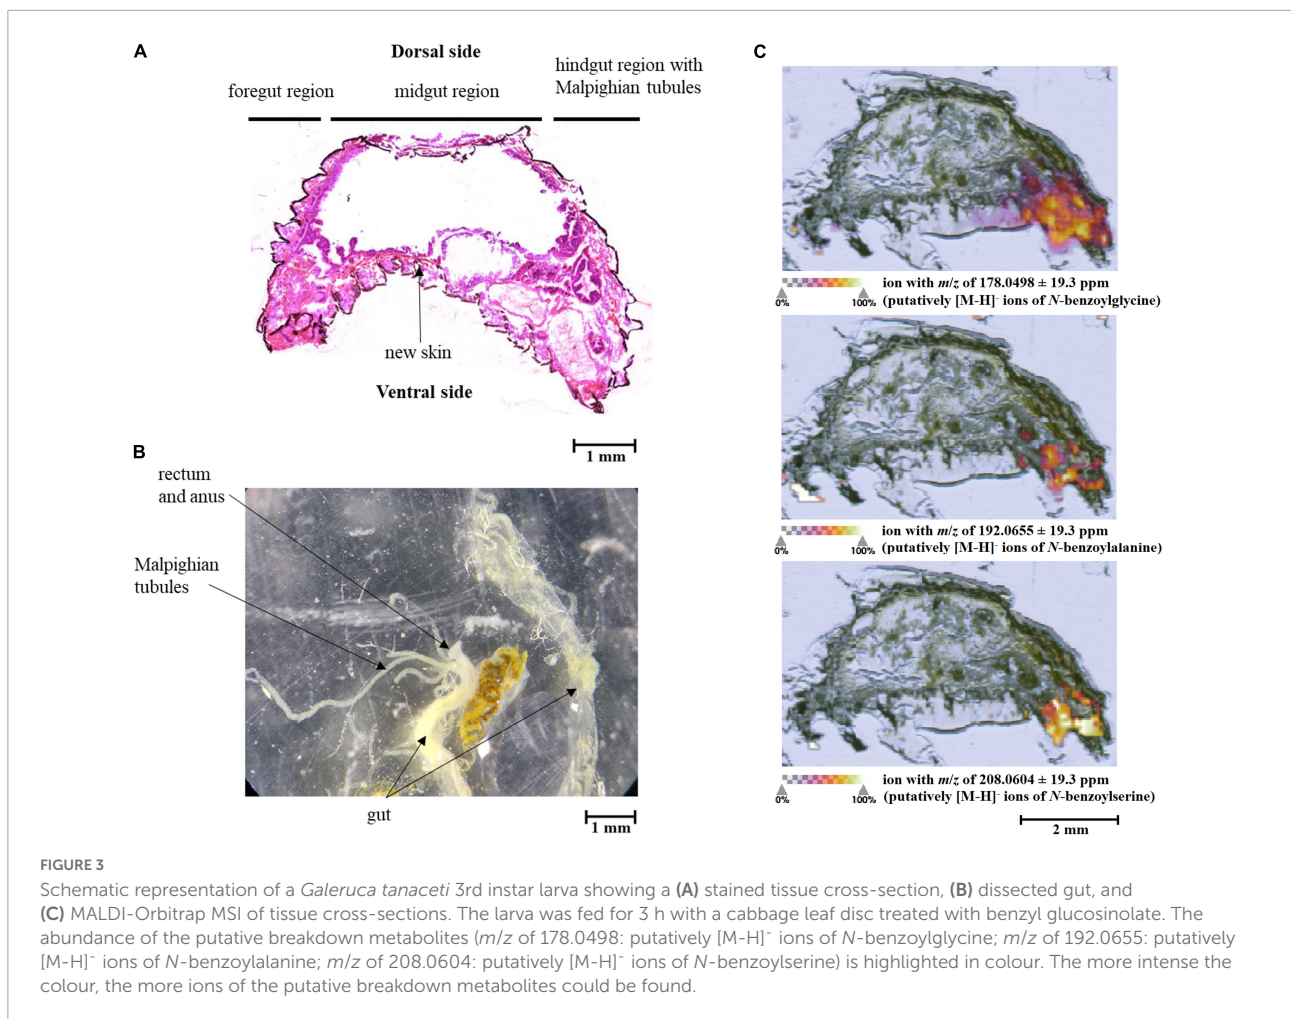 A
Dorsal side
foregut region
midgut region
hindgut region with
Malpighian tubules
new skin
Ventral side
1 mm
B
rectum
and anus
Malpighian
tubules
gut
1 mm
C
0%
100%
ion with m/z of 178.0498 ± 19.3 ppm
(putatively [M-H]⁻ ions of N-benzoylglycine)
0%
100%
ion with m/z of 192.0655 ± 19.3 ppm
(putatively [M-H]⁻ ions of N-benzoylalanine)
0%
100%
ion with m/z of 208.0604 ± 19.3 ppm
(putatively [M-H]⁻ ions of N-benzoylserine)
2 mm
FIGURE 3
Schematic representation of a Galeruca tanaceti 3rd instar larva showing a (A) stained tissue cross-section, (B) dissected gut, and
(C) MALDI-Orbitrap MSI of tissue cross-sections. The larva was fed for 3 h with a cabbage leaf disc treated with benzyl glucosinolate. The
abundance of the putative breakdown metabolites (m/z of 178.0498: putatively [M-H]⁻ ions of N-benzoylglycine; m/z of 192.0655: putatively
[M-H]⁻ ions of N-benzoylalanine; m/z of 208.0604: putatively [M-H]⁻ ions of N-benzoylserine) is highlighted in colour. The more intense the
colour, the more ions of the putative breakdown metabolites could be found.